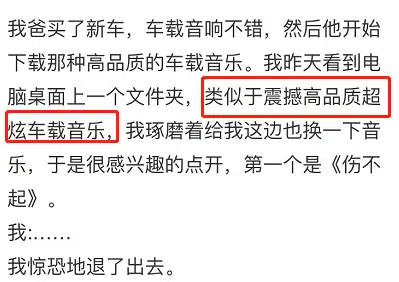 我爸买了新车，车载音响不错，然后他开始
下载那种高品质的车载音乐。我昨天看到电
脑桌面上一个文件夹，类似于震撼高品质超
炫车载音乐，我琢磨着给我这边也换一下音
乐，于是很感兴趣的点开，第一个是《伤不
起》。
我:……
我惊恐地退了出去。